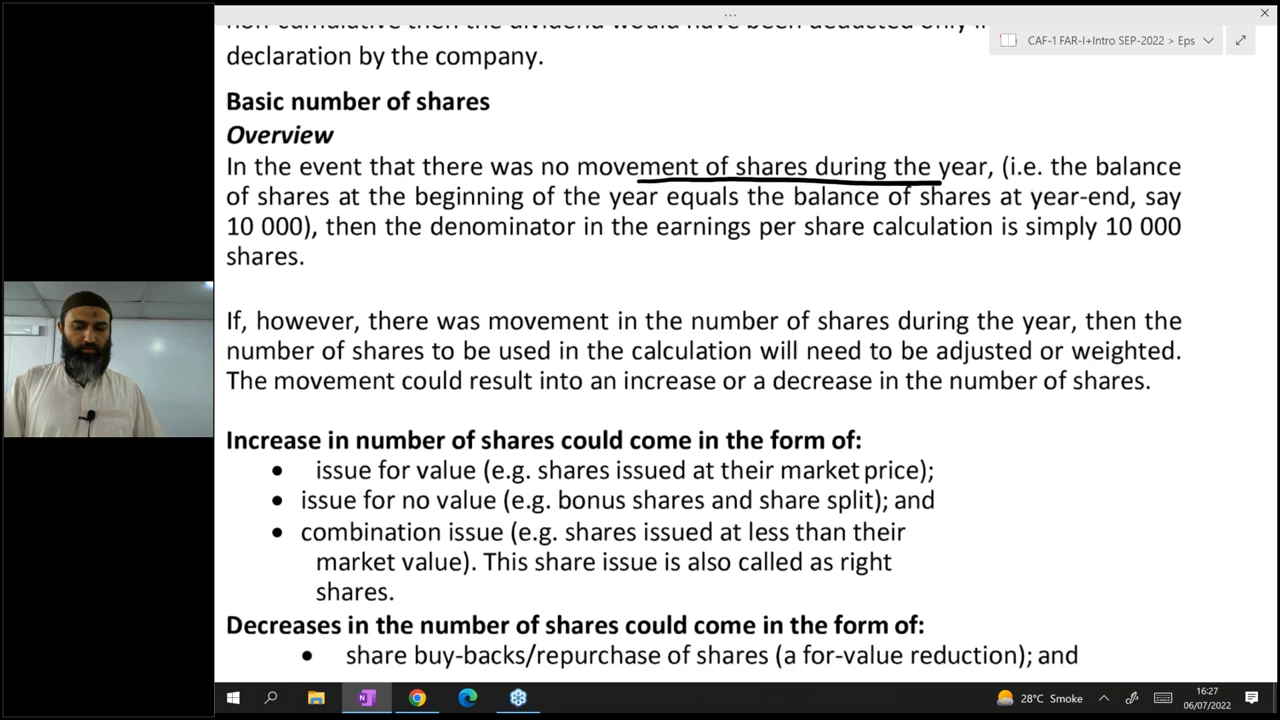 CAF-1 FAR-I+Intro SEP-2022 > Eps
declaration by the company.
Basic number of shares
Overview
In the event that there was no movement of shares during the year, (i.e. the balance
of shares at the beginning of the year equals the balance of shares at year-end, say
10 000), then the denominator in the earnings per share calculation is simply 10 000
shares.
If, however, there was movement in the number of shares during the year, then the
number of shares to be used in the calculation will need to be adjusted or weighted.
The movement could result into an increase or a decrease in the number of shares.
Increase in number of shares could come in the form of:
• issue for value (e.g. shares issued at their market price);
• issue for no value (e.g. bonus shares and share split); and
• combination issue (e.g. shares issued at less than their
market value). This share issue is also called as right
shares.
Decreases in the number of shares could come in the form of:
• share buy-backs/repurchase of shares (a for-value reduction); and
28°C Smoke
16:27
06/07/2022